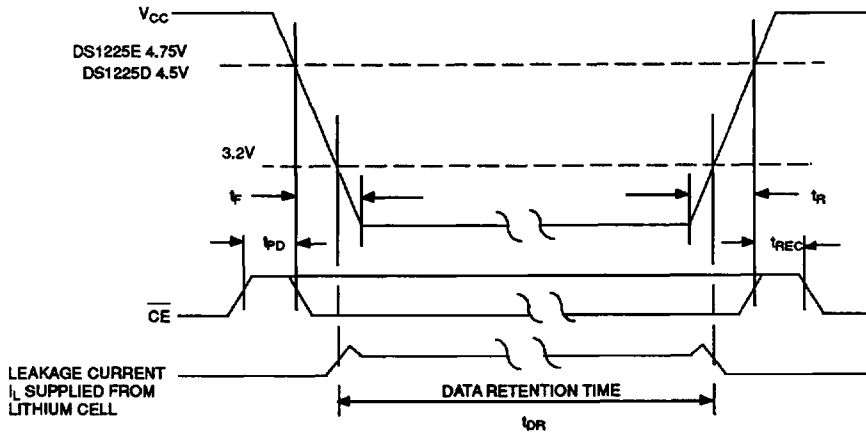 VCC
DS1225E 4.75V
DS1225D 4.5V
3.2V
tF
tR
tPD
tREC
CE
LEAKAGE CURRENT
IL SUPPLIED FROM
LITHIUM CELL
DATA RETENTION TIME
tDR